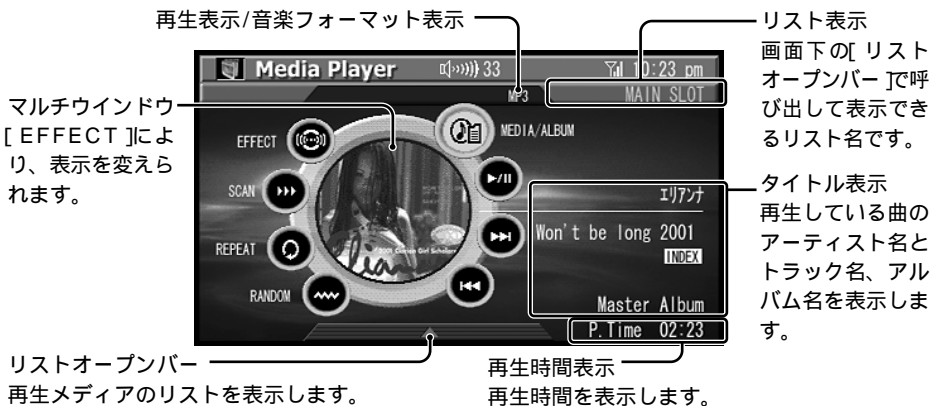 再生表示/音楽フォーマット表示
リスト表示
画面下の[ リスト
オープンバー ]で呼
び出して表示でき
るリスト名です。
マルチウインドウ
[ EFFECT ]によ
り、表示を変えら
れます。
Media Player
33
10:23 pm
MP3
MAIN SLOT
MEDIA/ALBUM
EFFECT
SCAN
REPEAT
RANDOM
エリアンナ
Won't be long 2001
INDEX
Master Album
P.Time 02:23
タイトル表示
再生している曲の
アーティスト名と
トラック名、アル
バム名を表示しま
す。
リストオープンバー
再生メディアのリストを表示します。
再生時間表示
再生時間を表示します。